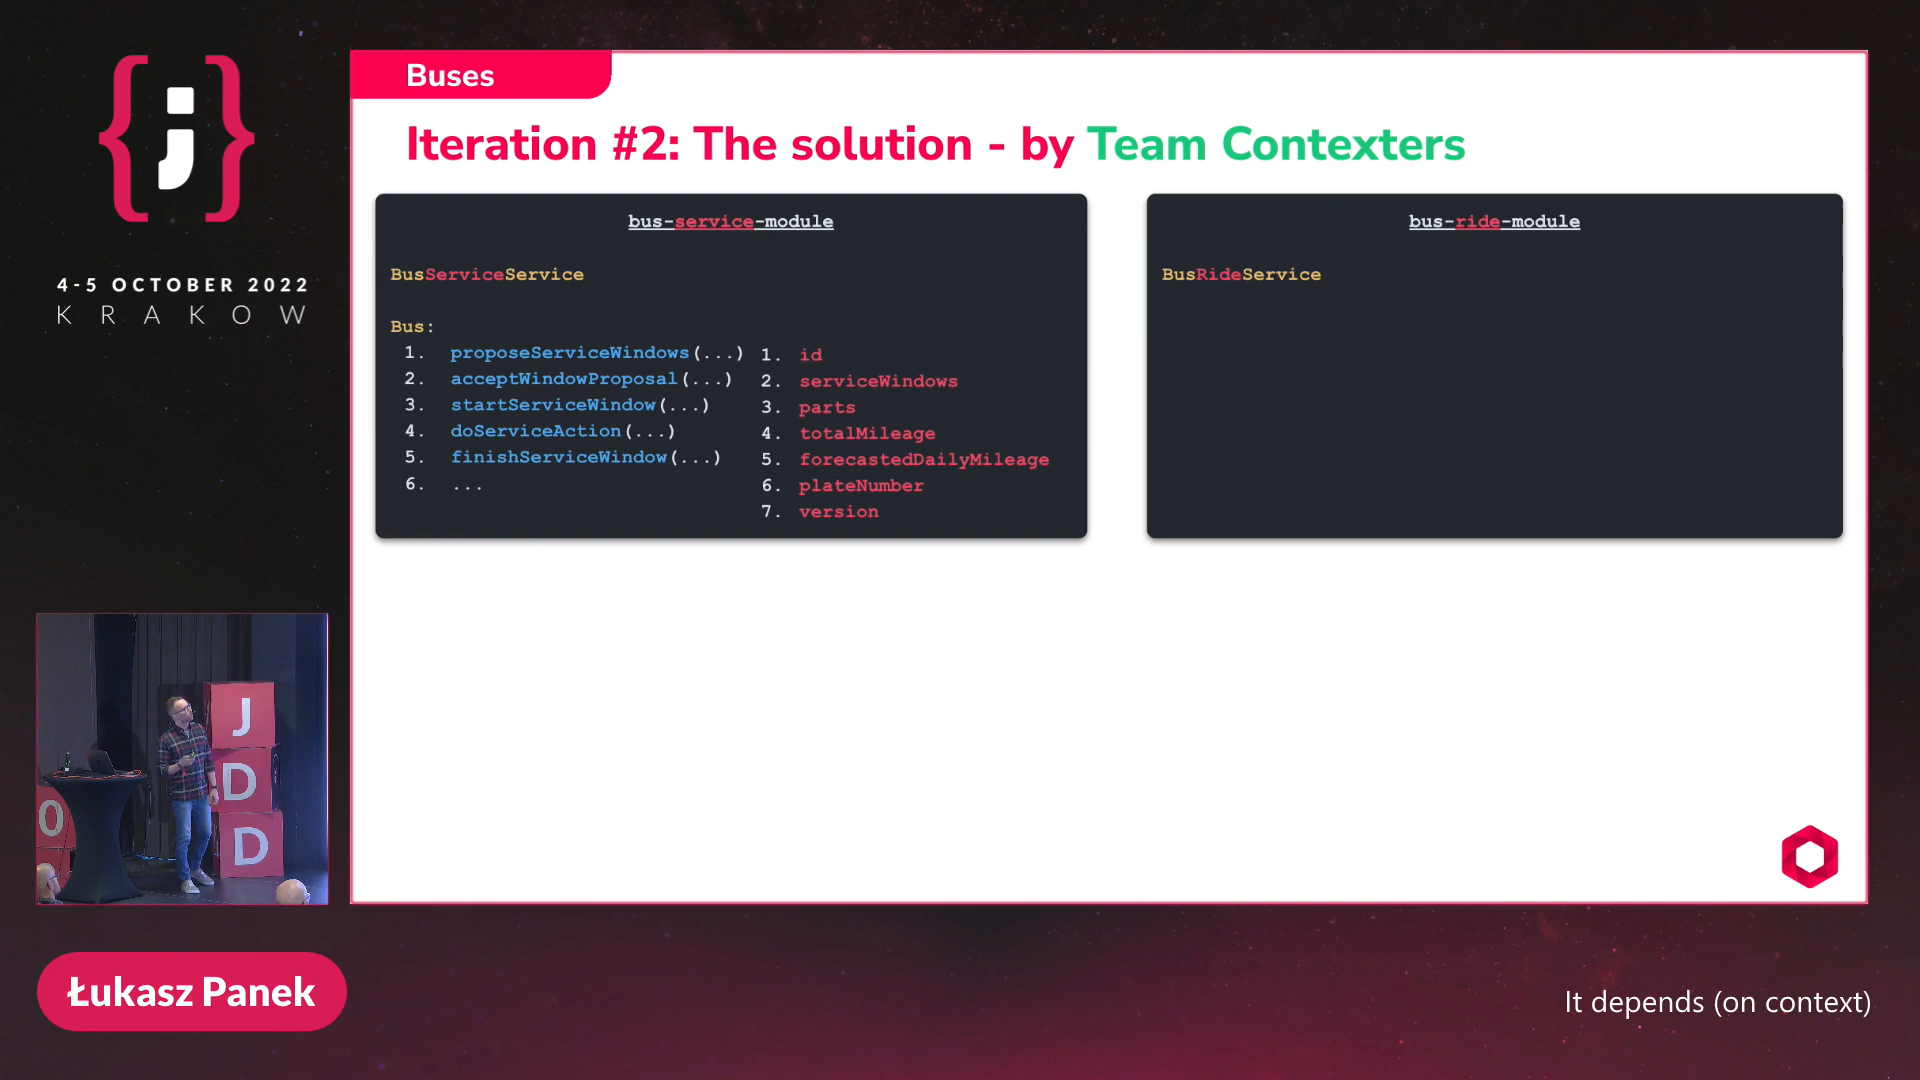 {j}
4-5 OCTOBER 2022
KRAKOW
Buses
Iteration #2: The solution - by Team Contexters
bus-service-module
BusServiceService
Bus:
1. proposeServiceWindows(...)
2. acceptWindowProposal(...)
3. startServiceWindow(...)
4. doServiceAction(...)
5. finishServiceWindow(...)
6. ...
1. id
2. serviceWindows
3. parts
4. totalMileage
5. forecastedDailyMileage
6. plateNumber
7. version
bus-ride-module
BusRideService
J
D
D
0
Łukasz Panek
It depends (on context)